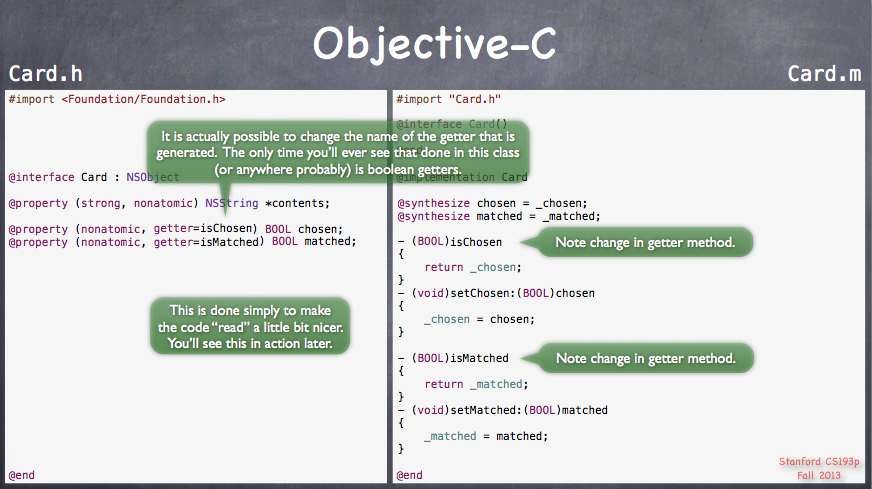 Objective-C
Card.h
#import <Foundation/Foundation.h>
@interface Card : NSObject
@property (strong, nonatomic) NSString *contents;
@property (nonatomic, getter=isChosen) BOOL chosen;
@property (nonatomic, getter=isMatched) BOOL matched;
@end
It is actually possible to change the name of the getter that is
generated. The only time you'll ever see that done in this class
(or anywhere probably) is boolean getters.
This is done simply to make
the code "read" a little bit nicer.
You'll see this in action later.
Card.m
#import "Card.h"
@interface Card()
@implementation Card
@synthesize chosen = _chosen;
@synthesize matched = _matched;
- (BOOL)isChosen
Note change in getter method.
{
return _chosen;
}
- (void)setChosen:(BOOL)chosen
{
_chosen = chosen;
}
- (BOOL)isMatched
Note change in getter method.
{
return _matched;
}
- (void)setMatched:(BOOL)matched
{
_matched = matched;
}
@end
Stanford CS193p
Fall 2013